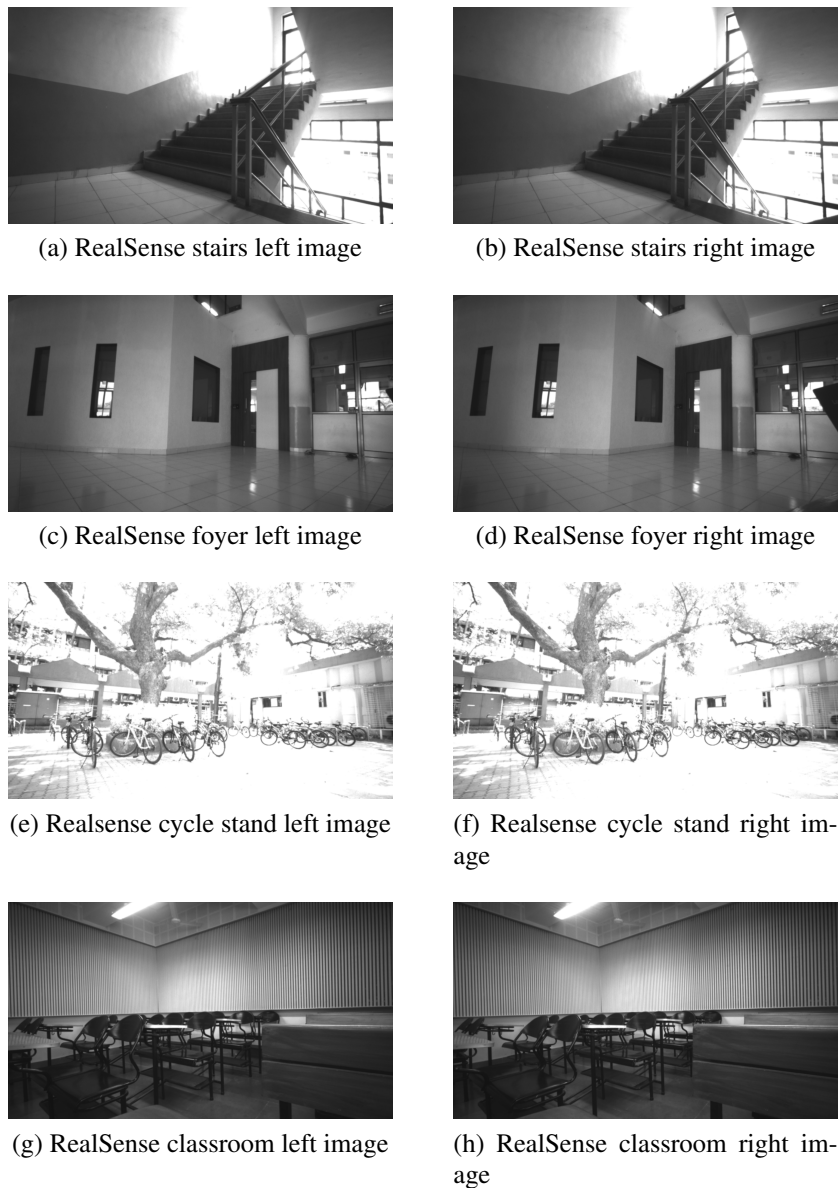 (a) RealSense stairs left image
(b) RealSense stairs right image
(c) RealSense foyer left image
(d) RealSense foyer right image
(e) Realsense cycle stand left image
(f) Realsense cycle stand right im-
age
(g) RealSense classroom left image
(h) RealSense classroom right im-
age